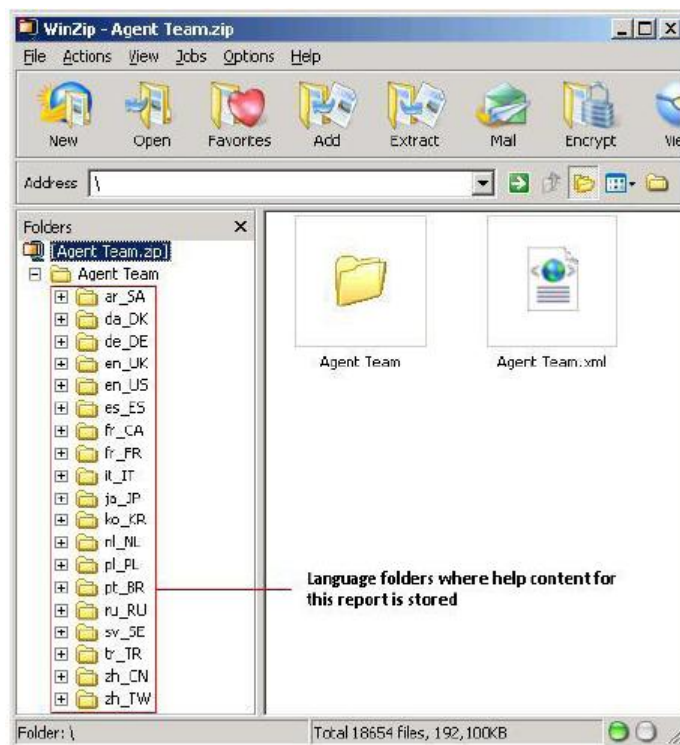 WinZip - Agent Team.zip
File Actions View Jobs Options Help
New Open Favorites Add Extract Mail Encrypt Vie
Address \
Folders
[Agent Team.zp]
Agent Team
ar_SA
da_DK
de_DE
en_UK
en_US
es_ES
fr_CA
fr_FR
it_IT
ja_JP
ko_KR
nl_NL
pl_PL
pt_BR
ru_RU
sv_SE
tr_TR
zh_CN
zh_TW
Agent Team Agent Team.xml
Language folders where help content for
this report is stored
Folder: \ Total 18654 files, 192,100KB